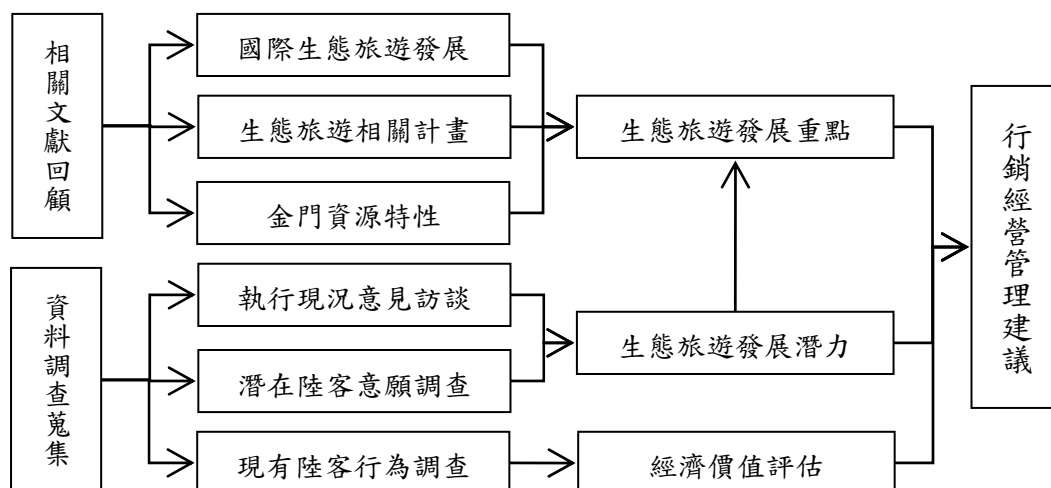 相關文獻回顧
國際生態旅遊發展
生態旅遊相關計畫
金門資源特性
生態旅遊發展重點
資料調查蒐集
執行現況意見訪談
潛在陸客意願調查
現有陸客行為調查
生態旅遊發展潛力
經濟價值評估
行銷經營管理建議